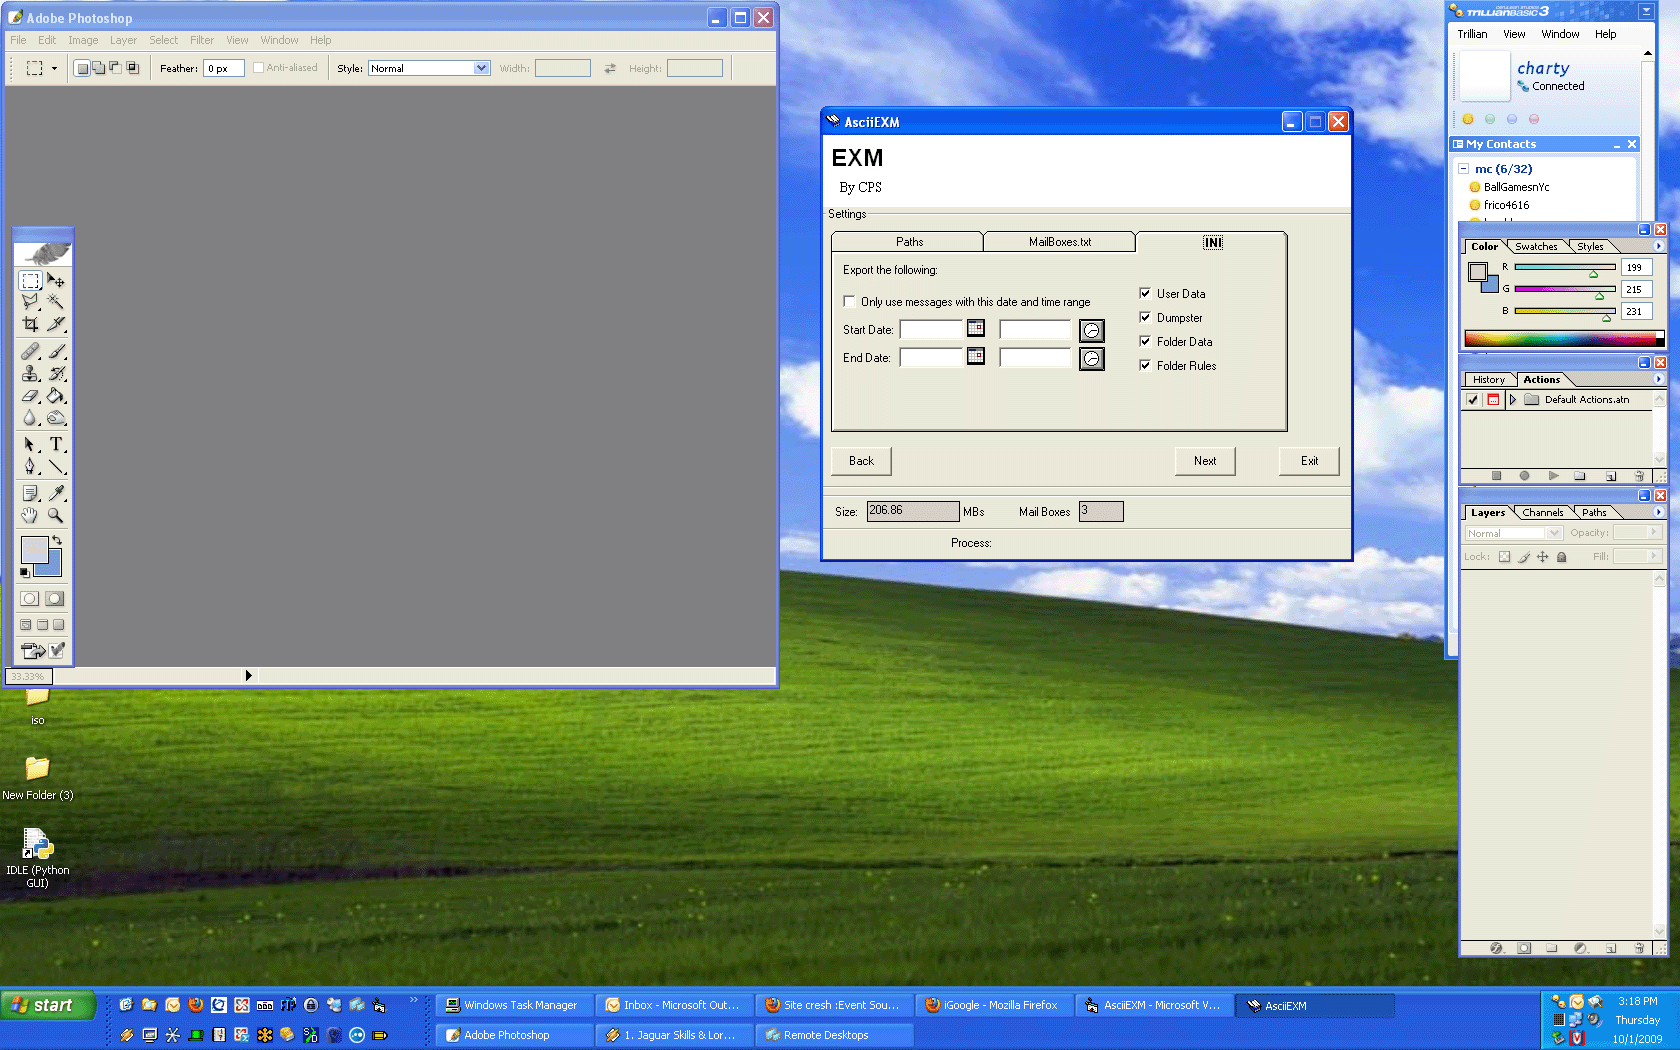 Adobe Photoshop
File Edit Image Layer Select Filter View Window Help
Feather: 0 px Anti-aliased Style: Normal Width: Height:
33.33%
iso
New Folder (3)
IDLE (Python
GUI)
AsciiEXM
EXM
By CPS
Settings
Paths MailBoxes.txt INI
Export the following:
Only use messages with this date and time range
Start Date:
End Date:
User Data
Dumpster
Folder Data
Folder Rules
Back Next Exit
Size: 206.86 MBs Mail Boxes 3
Process:
TRILLIAN BASIC 3
Trillian View Window Help
charty
Connected
My Contacts
mc (6/32)
BallGamesnYc
frico4616
Color Swatches Styles
R 199
G 215
B 231
History Actions
Default Actions.atn
Layers Channels Paths
Normal Opacity:
Lock: Fill:
start
Windows Task Manager Inbox - Microsoft Out... Site cresh :Event Sou... iGoogle - Mozilla Firefox AsciiEXM - Microsoft V... AsciiEXM
Adobe Photoshop 1. Jaguar Skills & Lor... Remote Desktops
3:18 PM
Thursday
10/1/2009